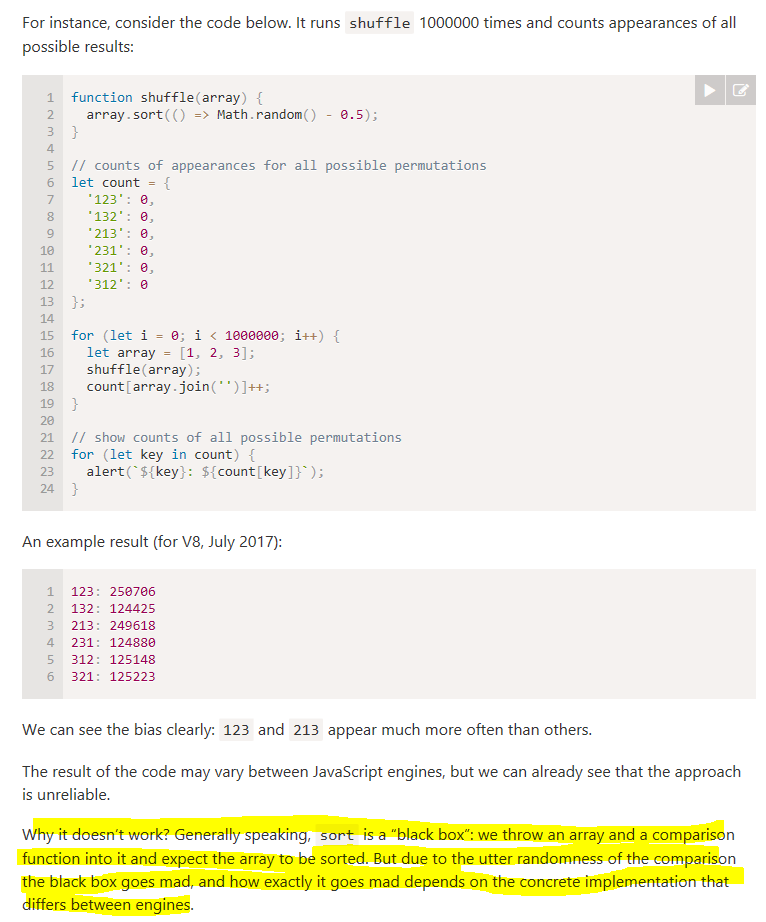 For instance, consider the code below. It runs shuffle 1000000 times and counts appearances of all
possible results:
1 function shuffle(array) {
2   array.sort(() => Math.random() - 0.5);
3 }
4
5 // counts of appearances for all possible permutations
6 let count = {
7   '123': 0,
8   '132': 0,
9   '213': 0,
10   '231': 0,
11   '321': 0,
12   '312': 0
13 };
14
15 for (let i = 0; i < 1000000; i++) {
16   let array = [1, 2, 3];
17   shuffle(array);
18   count[array.join('')]++;
19 }
20
21 // show counts of all possible permutations
22 for (let key in count) {
23   alert(`${key}: ${count[key]}`);
24 }
An example result (for V8, July 2017):
1 123: 250706
2 132: 124425
3 213: 249618
4 231: 124880
5 312: 125148
6 321: 125223
We can see the bias clearly: 123 and 213 appear much more often than others.
The result of the code may vary between JavaScript engines, but we can already see that the approach
is unreliable.
Why it doesn't work? Generally speaking, sort is a “black box”: we throw an array and a comparison
function into it and expect the array to be sorted. But due to the utter randomness of the comparison
the black box goes mad, and how exactly it goes mad depends on the concrete implementation that
differs between engines.